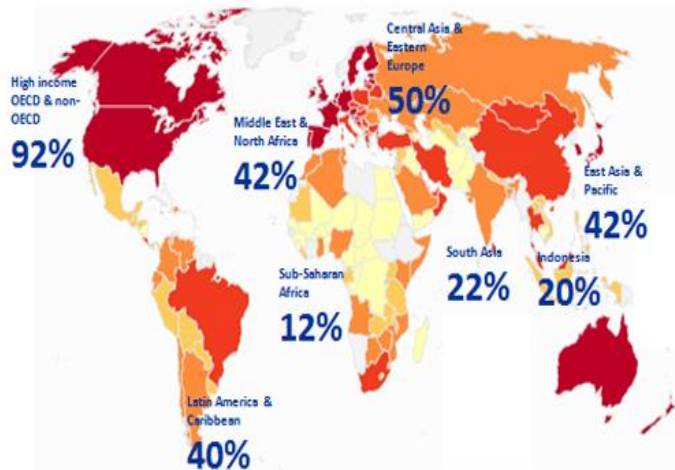 High income
OECD & non-
OECD
92%
Central Asia &
Eastern
Europe
50%
Middle East &
North Africa
42%
East Asia &
Pacific
42%
South Asia
22%
Indonesia
20%
Sub-Saharan
Africa
12%
Latin America &
Caribbean
40%